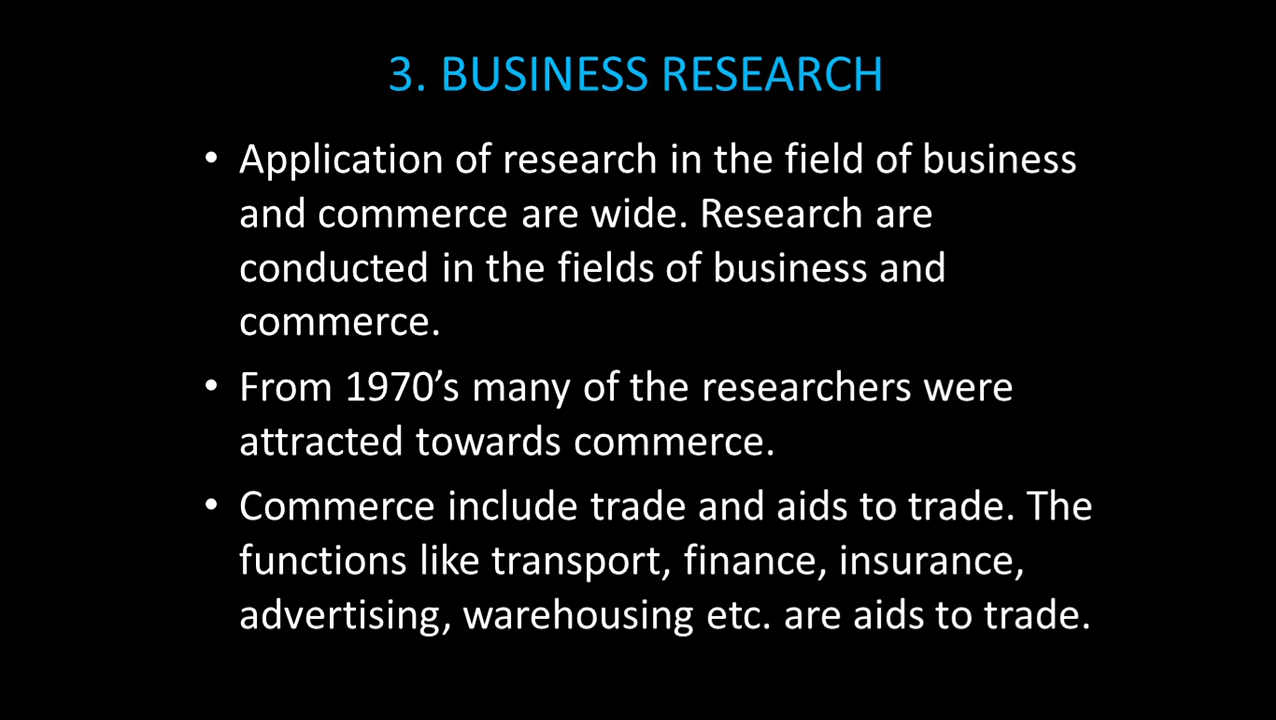 3. BUSINESS RESEARCH
• Application of research in the field of business
and commerce are wide. Research are
conducted in the fields of business and
commerce.
• From 1970’s many of the researchers were
attracted towards commerce.
• Commerce include trade and aids to trade. The
functions like transport, finance, insurance,
advertising, warehousing etc. are aids to trade.